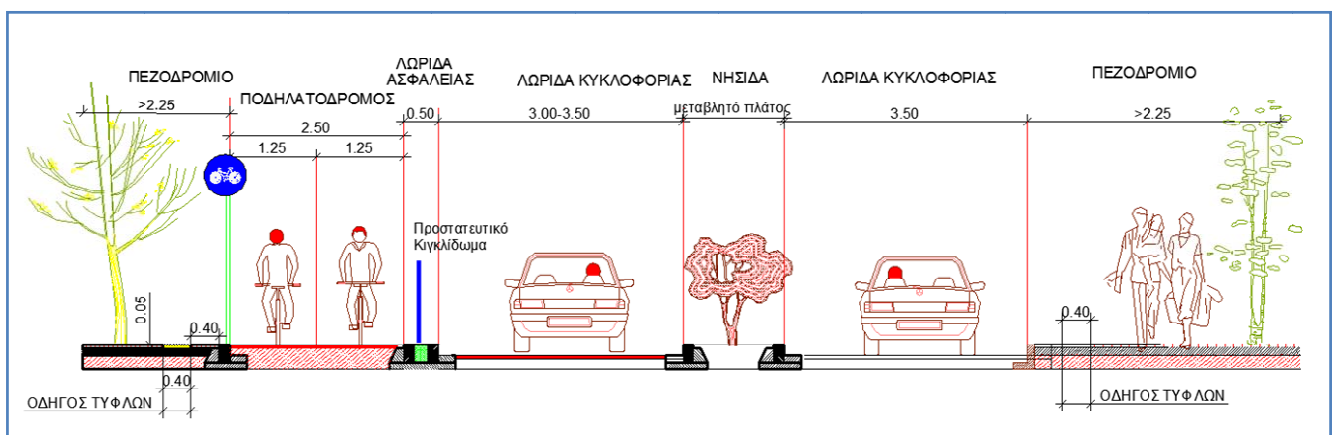 ΠΕΖΟΔΡΟΜΙΟ
>2.25
ΠΟΔΗΛΑΤΟΔΡΟΜΟΣ
2.50
1.25
1.25
ΛΩΡΙΔΑ
ΑΣΦΑΛΕΙΑΣ
0.50
ΛΩΡΙΔΑ ΚΥΚΛΟΦΟΡΙΑΣ
3.00-3.50
ΝΗΣΙΔΑ
μεταβλητό πλάτος
ΛΩΡΙΔΑ ΚΥΚΛΟΦΟΡΙΑΣ
3.50
ΠΕΖΟΔΡΟΜΙΟ
>2.25
Προστατευτικό
Κιγκλίδωμα
0.05
0.40
0.40
ΟΔΗΓΟΣ ΤΥΦΛΩΝ
0.40
ΟΔΗΓΟΣ ΤΥΦΛΩΝ